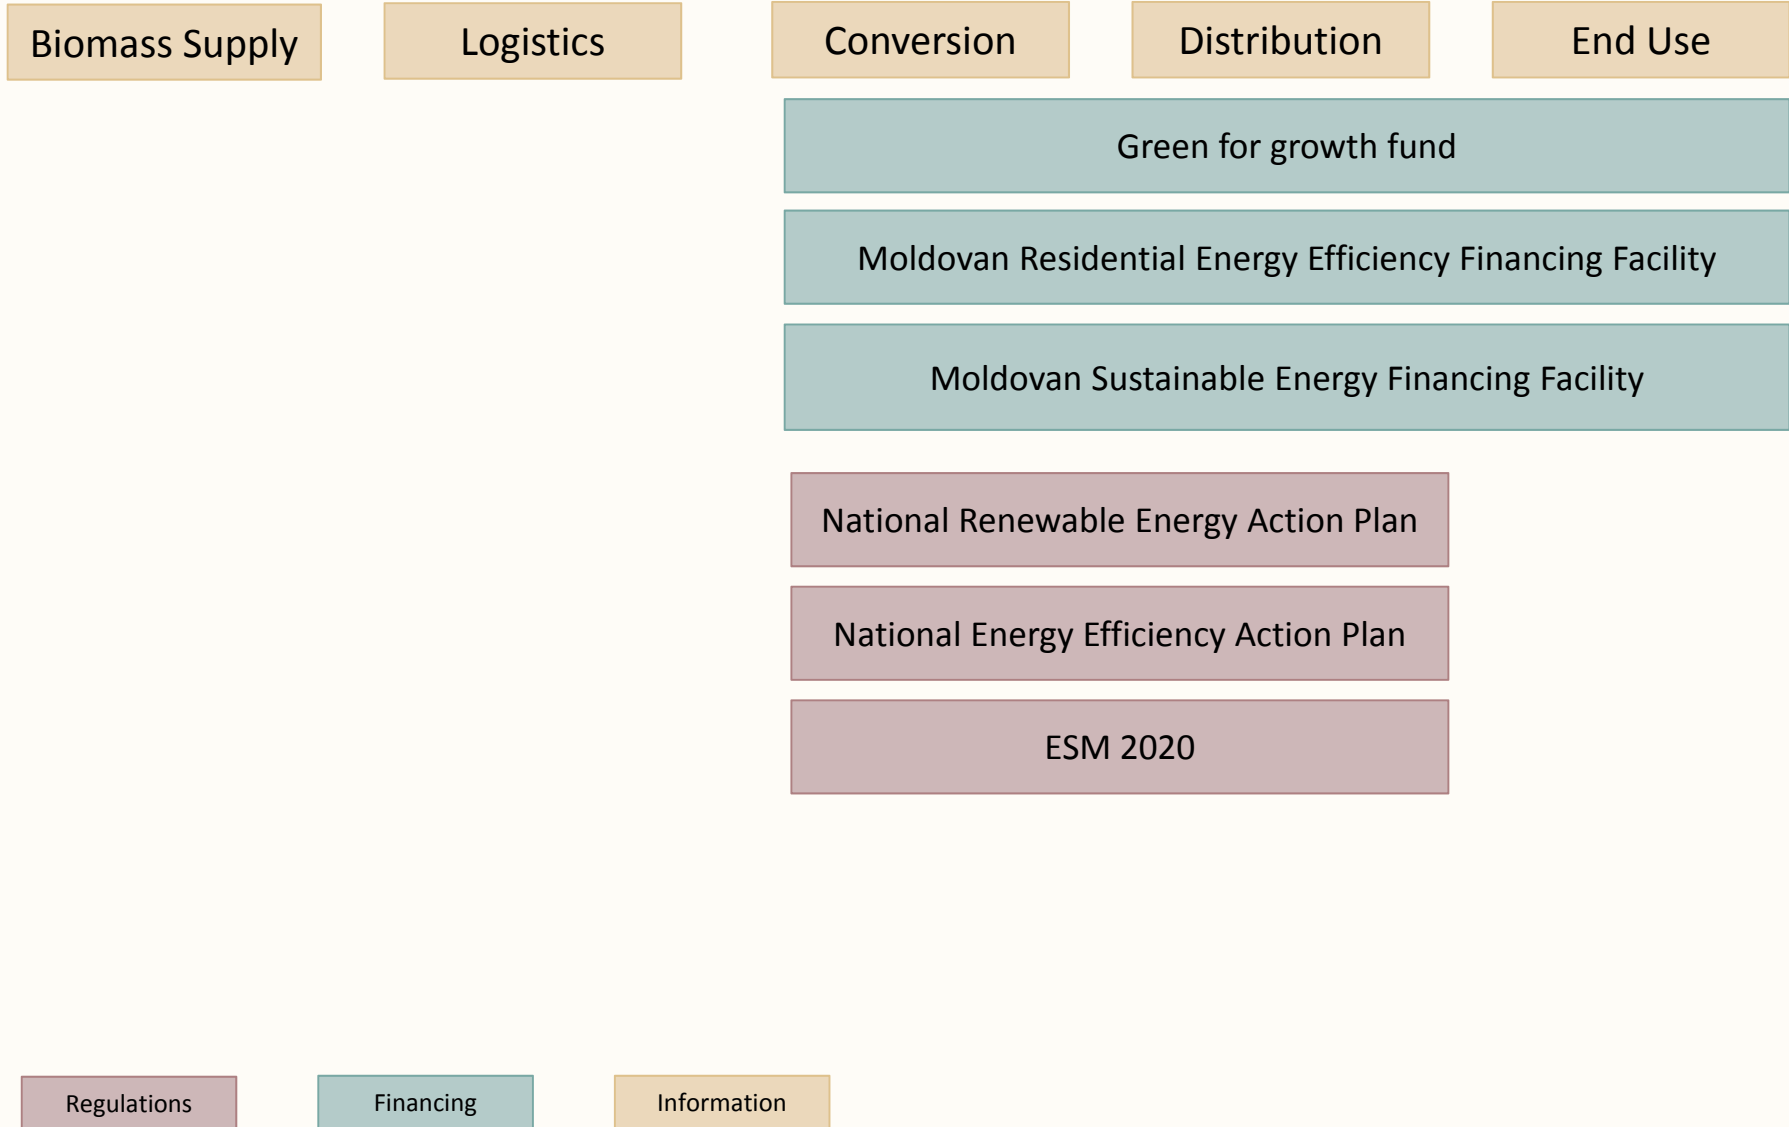 Biomass Supply
Logistics
Conversion
Distribution
End Use
Green for growth fund
Moldovan Residential Energy Efficiency Financing Facility
Moldovan Sustainable Energy Financing Facility
National Renewable Energy Action Plan
National Energy Efficiency Action Plan
ESM 2020
Regulations
Financing
Information